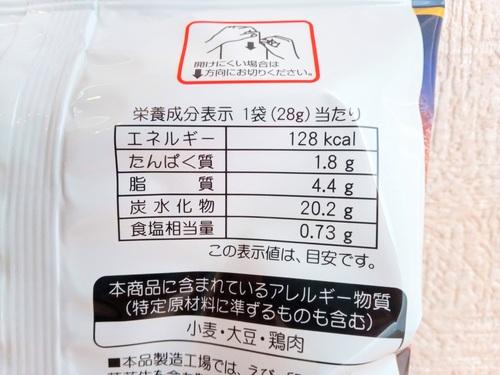 開けにくい場合は
⬇方向にお切りください。
栄養成分表示 1袋(28g)当たり
エネルギー 128 kcal
たんぱく質 1.8 g
脂質 4.4 g
炭水化物 20.2 g
食塩相当量 0.73 g
この表示値は、目安です。
本商品に含まれているアレルギー物質
(特定原材料に準ずるものも含む)
小麦・大豆・鶏肉
■本品製造工場では、えび、